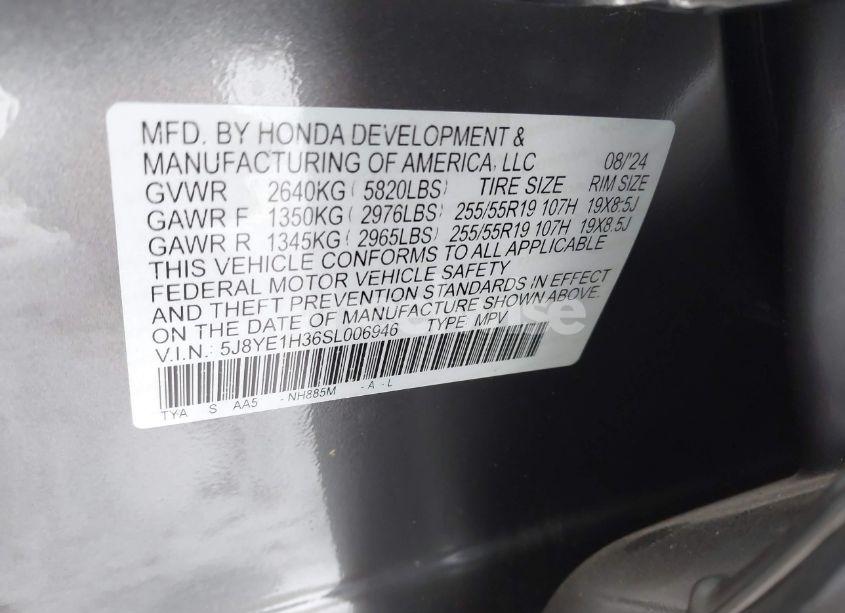 MFD. BY HONDA DEVELOPMENT &
MANUFACTURING OF AMERICA, LLC 08/'24
GVWR 2640KG ( 5820LBS) TIRE SIZE RIM SIZE
GAWR F 1350KG ( 2976LBS) 255/55R19 107H 19X8.5J
GAWR R 1345KG ( 2965LBS) 255/55R19 107H 19X8.5J
THIS VEHICLE CONFORMS TO ALL APPLICABLE
FEDERAL MOTOR VEHICLE SAFETY
AND THEFT PREVENTION STANDARDS IN EFFECT
ON THE DATE OF MANUFACTURE SHOWN ABOVE.
V.I.N.: 5J8YE1H36SL006946 TYPE: MPV
TYA S AA5 - NH885M - A - L